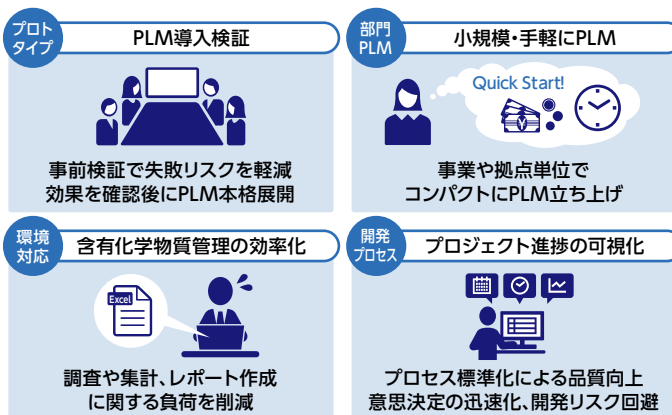 プロト
タイプ
PLM導入検証
事前検証で失敗リスクを軽減
効果を確認後にPLM本格展開
部門
PLM
小規模・手軽にPLM
Quick Start!
¥
事業や拠点単位で
コンパクトにPLM立ち上げ
環境
対応
含有化学物質管理の効率化
Excel
調査や集計、レポート作成
に関する負荷を削減
開発
プロセス
プロジェクト進捗の可視化
プロセス標準化による品質向上
意思決定の迅速化、開発リスク回避